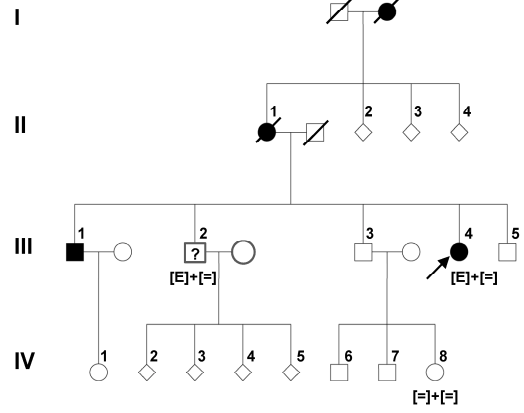 I
1 2 3 4
II
1 2 3 4 5
III ?
[E]+[=] [E]+[=]
1 2 3 4 5 6 7 8
IV
[=]+[=]